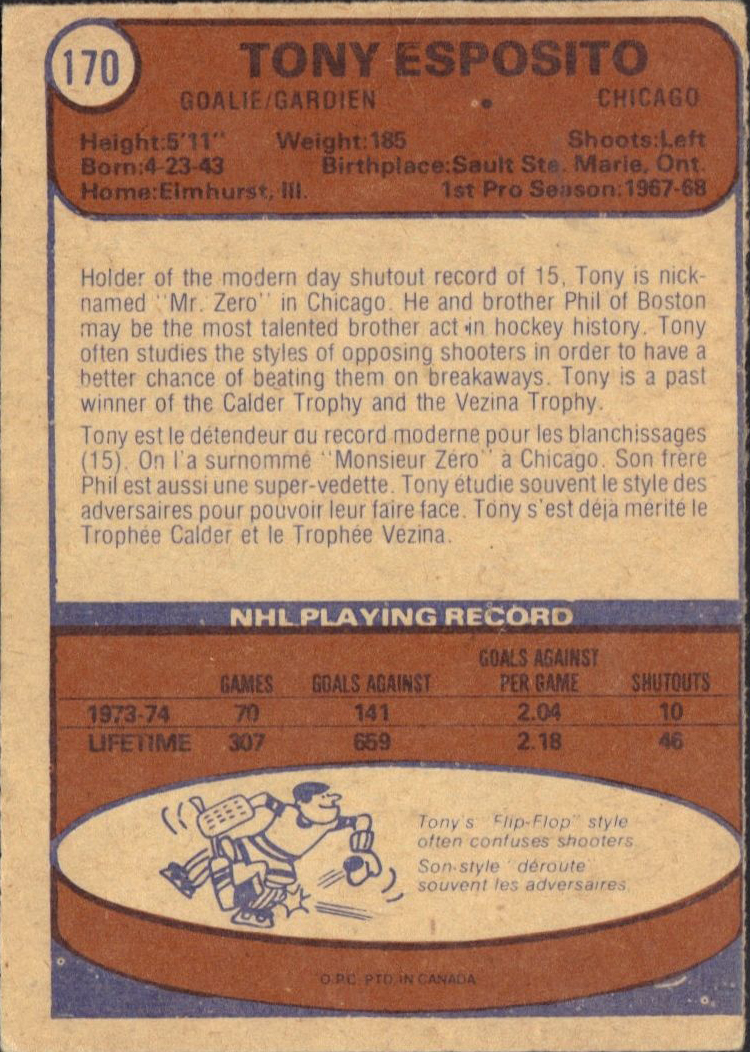 170
TONY ESPOSITO
GOALIE/GARDIEN . CHICAGO
Height:5'11" Weight:185 Shoots:Left
Born:4-23-43 Birthplace:Sault Ste. Marie, Ont.
Home:Elmhurst, Ill. 1st Pro Season:1967-68
Holder of the modern day shutout record of 15, Tony is nick-
named "Mr. Zero" in Chicago. He and brother Phil of Boston
may be the most talented brother act in hockey history. Tony
often studies the styles of opposing shooters in order to have a
better chance of beating them on breakaways. Tony is a past
winner of the Calder Trophy and the Vezina Trophy.
Tony est le détendeur au record moderne pour les blanchissages
(15). On l'a surnommé "Monsieur Zéro" à Chicago. Son frère
Phil est aussi une super-vedette. Tony étudie souvent le style des
adversaires pour pouvoir leur faire face. Tony s'est déjà mérité le
Trophée Calder et le Trophée Vezina.
NHL PLAYING RECORD
GOALS AGAINST
GAMES GOALS AGAINST PER GAME SHUTOUTS
1973-74 70 141 2.04 10
LIFETIME 307 659 2.18 46
Tony's "Flip-Flop" style
often confuses shooters
Son style déroute
souvent les adversaires.
O.P.C. PTD. IN CANADA